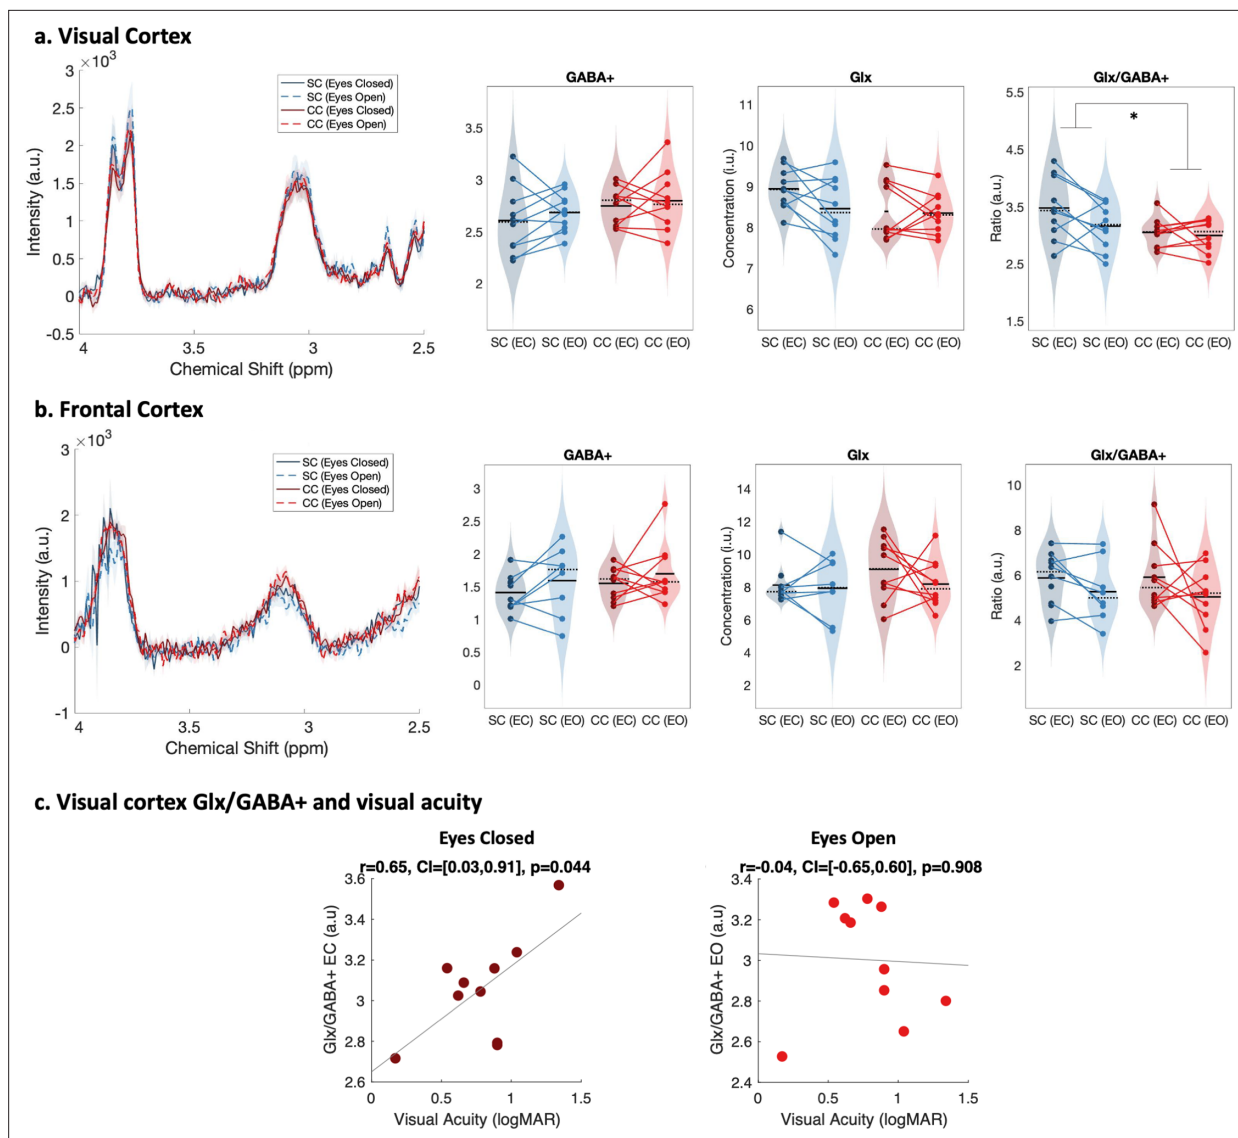 a. Visual Cortex
×10³
3
2.5
2
1.5
1
0.5
0
-0.5
4
3.5
3
2.5
Intensity (a.u.)
Chemical Shift (ppm)
SC (Eyes Closed)
SC (Eyes Open)
CC (Eyes Closed)
CC (Eyes Open)
GABA+
3.5
3
2.5
2
SC (EC) SC (EO) CC (EC) CC (EO)
Glx
Concentration (i.u.)
11
10
9
8
7
6
SC (EC) SC (EO) CC (EC) CC (EO)
Glx/GABA+
Ratio (a.u.)
5.5
4.5
3.5
2.5
1.5
*
SC (EC) SC (EO) CC (EC) CC (EO)
b. Frontal Cortex
×10³
3
2
1
0
-1
4
3.5
3
2.5
Intensity (a.u.)
Chemical Shift (ppm)
SC (Eyes Closed)
SC (Eyes Open)
CC (Eyes Closed)
CC (Eyes Open)
GABA+
3
2.5
2
1.5
1
0.5
0
SC (EC) SC (EO) CC (EC) CC (EO)
Glx
Concentration (i.u.)
14
12
10
8
6
4
2
SC (EC) SC (EO) CC (EC) CC (EO)
Glx/GABA+
Ratio (a.u.)
10
8
6
4
2
SC (EC) SC (EO) CC (EC) CC (EO)
c. Visual cortex Glx/GABA+ and visual acuity
Eyes Closed
r=0.65, CI=[0.03,0.91], p=0.044
Glx/GABA+ EC (a.u)
3.6
3.4
3.2
3
2.8
2.6
0
0.5
1
1.5
Visual Acuity (logMAR)
Eyes Open
r=-0.04, CI=[-0.65,0.60], p=0.908
Glx/GABA+ EO (a.u)
3.4
3.2
3
2.8
2.6
2.4
0
0.5
1
1.5
Visual Acuity (logMAR)